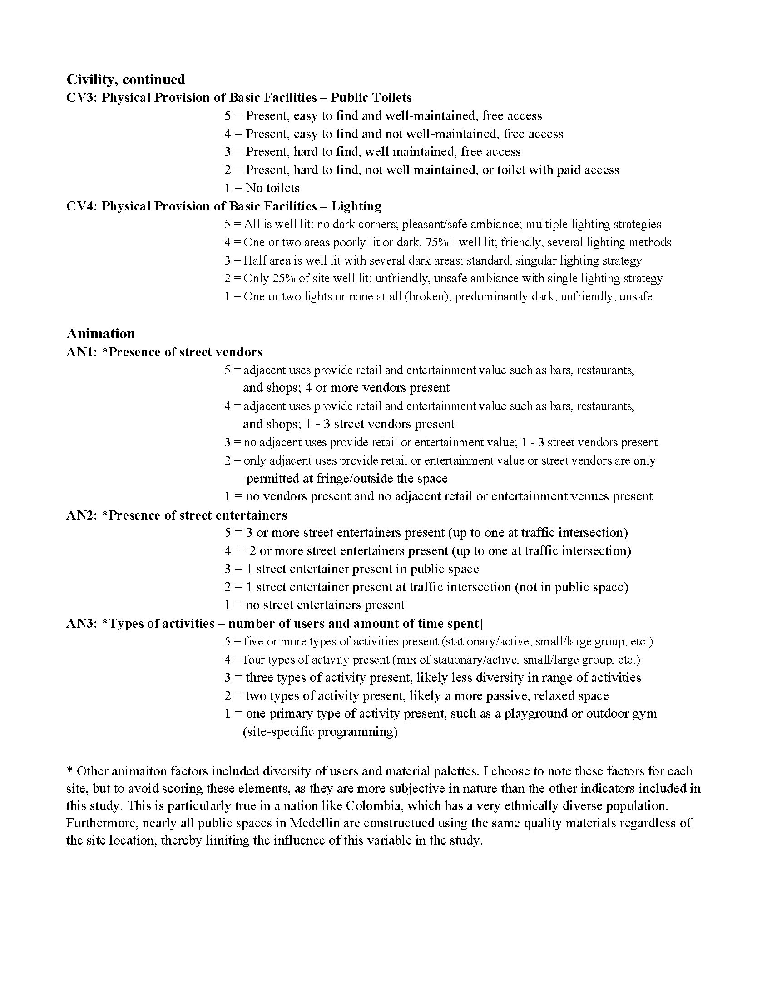 Civility, continued
CV3: Physical Provision of Basic Facilities – Public Toilets
5 = Present, easy to find and well-maintained, free access
4 = Present, easy to find and not well-maintained, free access
3 = Present, hard to find, well maintained, free access
2 = Present, hard to find, not well maintained, or toilet with paid access
1 = No toilets
CV4: Physical Provision of Basic Facilities – Lighting
5 = All is well lit: no dark corners; pleasant/safe ambiance; multiple lighting strategies
4 = One or two areas poorly lit or dark, 75%+ well lit; friendly, several lighting methods
3 = Half area is well lit with several dark areas; standard, singular lighting strategy
2 = Only 25% of site well lit; unfriendly, unsafe ambiance with single lighting strategy
1 = One or two lights or none at all (broken); predominantly dark, unfriendly, unsafe
Animation
AN1: *Presence of street vendors
5 = adjacent uses provide retail and entertainment value such as bars, restaurants,
and shops; 4 or more vendors present
4 = adjacent uses provide retail and entertainment value such as bars, restaurants,
and shops; 1 - 3 street vendors present
3 = no adjacent uses provide retail or entertainment value; 1 - 3 street vendors present
2 = only adjacent uses provide retail or entertainment value or street vendors are only
permitted at fringe/outside the space
1 = no vendors present and no adjacent retail or entertainment venues present
AN2: *Presence of street entertainers
5 = 3 or more street entertainers present (up to one at traffic intersection)
4  = 2 or more street entertainers present (up to one at traffic intersection)
3 = 1 street entertainer present in public space
2 = 1 street entertainer present at traffic intersection (not in public space)
1 = no street entertainers present
AN3: *Types of activities – number of users and amount of time spent]
5 = five or more types of activities present (stationary/active, small/large group, etc.)
4 = four types of activity present (mix of stationary/active, small/large group, etc.)
3 = three types of activity present, likely less diversity in range of activities
2 = two types of activity present, likely a more passive, relaxed space
1 = one primary type of activity present, such as a playground or outdoor gym
(site-specific programming)
* Other animaiton factors included diversity of users and material palettes. I choose to note these factors for each
site, but to avoid scoring these elements, as they are more subjective in nature than the other indicators included in
this study. This is particularly true in a nation like Colombia, which has a very ethnically diverse population.
Furthermore, nearly all public spaces in Medellin are constructued using the same quality materials regardless of
the site location, thereby limiting the influence of this variable in the study.